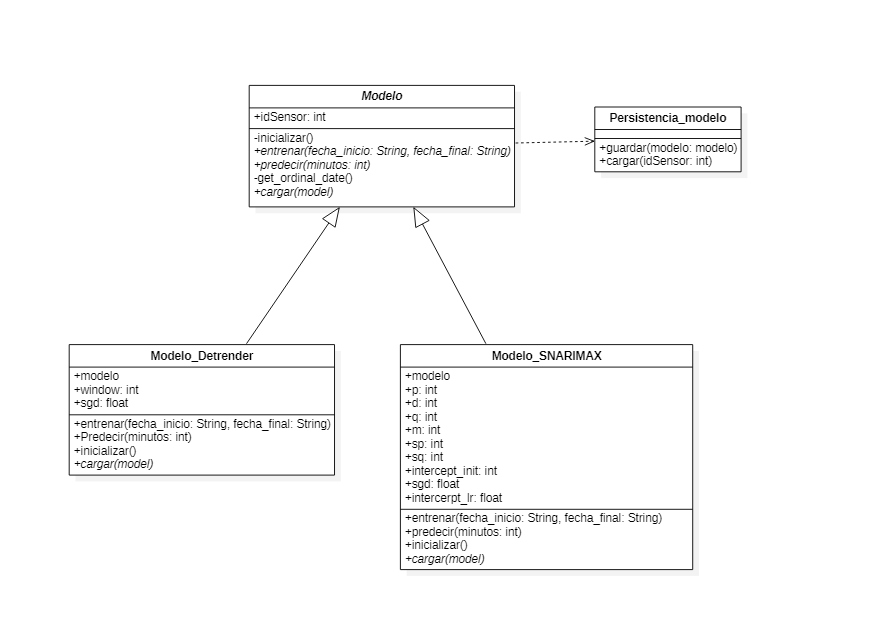 Modelo
+idSensor: int
-inicializar()
+entrenar(fecha_inicio: String, fecha_final: String)
+predecir(minutos: int)
-get_ordinal_date()
+cargar(model)
Persistencia_modelo
+guardar(modelo: modelo)
+cargar(idSensor: int)
Modelo_Detrender
+modelo
+window: int
+sgd: float
+entrenar(fecha_inicio: String, fecha_final: String)
+Predecir(minutos: int)
+inicializar()
+cargar(model)
Modelo_SNARIMAX
+modelo
+p: int
+d: int
+q: int
+m: int
+sp: int
+sq: int
+intercept_init: int
+sgd: float
+intercerpt_lr: float
+entrenar(fecha_inicio: String, fecha_final: String)
+predecir(minutos: int)
+inicializar()
+cargar(model)